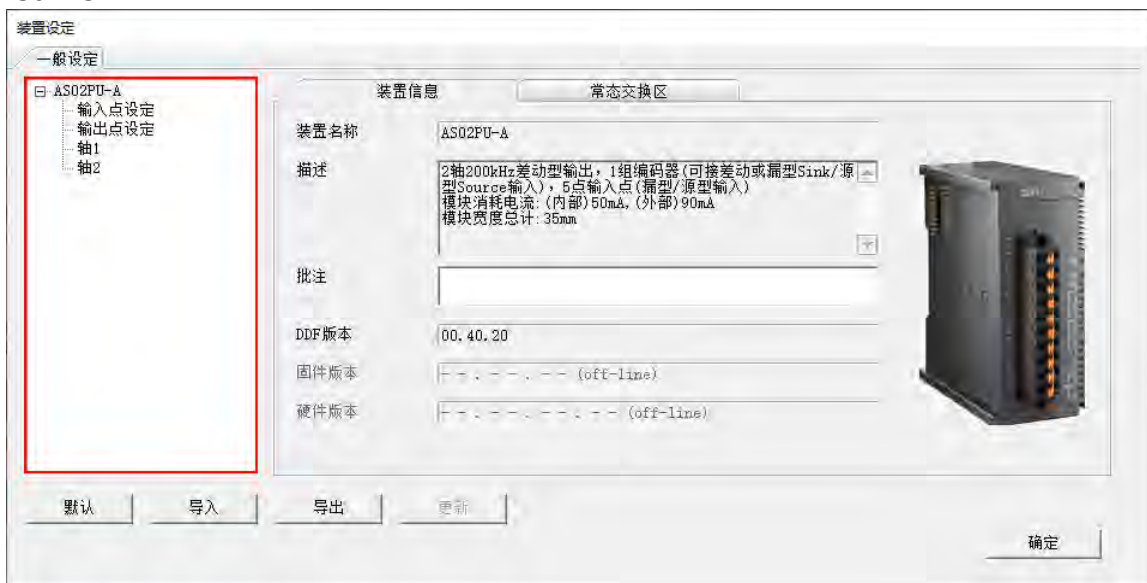 装置设定
一般设定
AS02PU-A
输入点设定
输出点设定
轴1
轴2
装置信息
常态交换区
装置名称
AS02PU-A
描述
2轴200kHz差动型输出，1组编码器(可接差动或漏型Sink/源
型Source输入)，5点输入点(漏型/源型输入)
模块消耗电流:(内部)50mA,(外部)90mA
模块宽度总计:35mm
批注
DDF版本
00.40.20
固件版本
--.--.-- (off-line)
硬件版本
--.--.--.-- (off-line)
默认
导入
导出
更新
确定